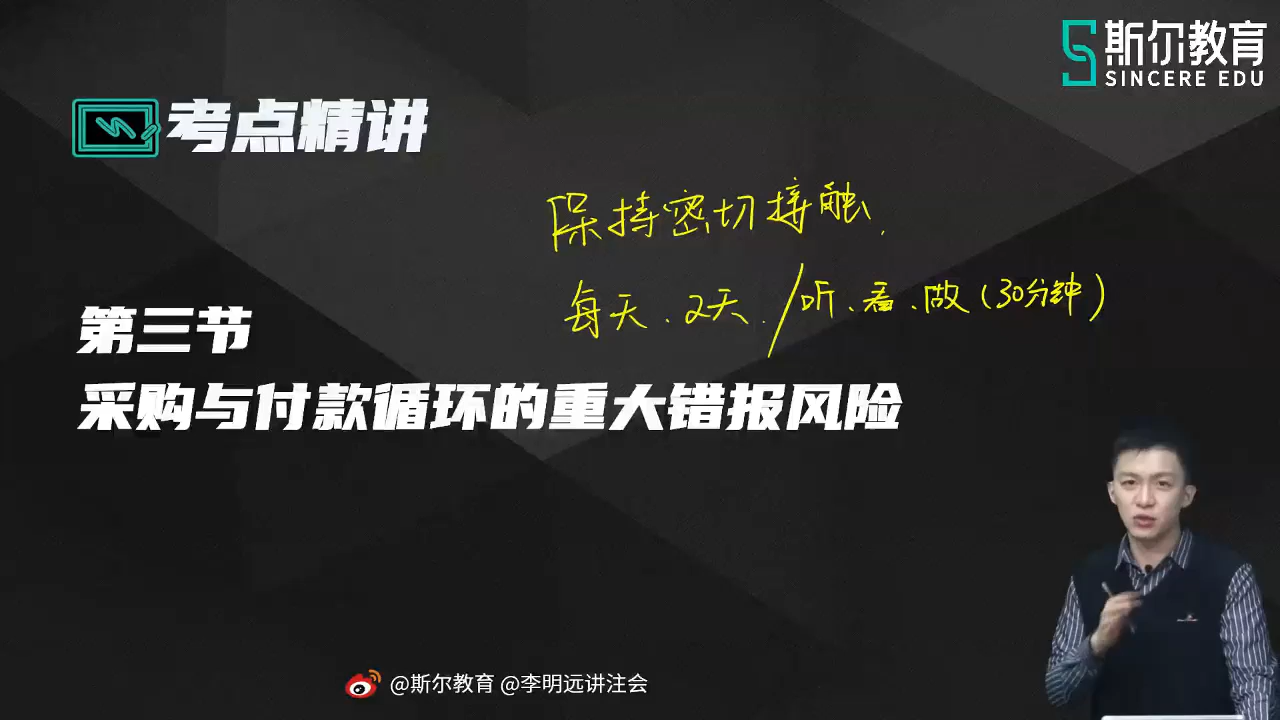 斯尔教育
SINCERE EDU
考点精讲
保持密切接触.
每天.2天./听.看.做(30分钟)
第三节
采购与付款循环的重大错报风险
@斯尔教育 @李明远讲注会